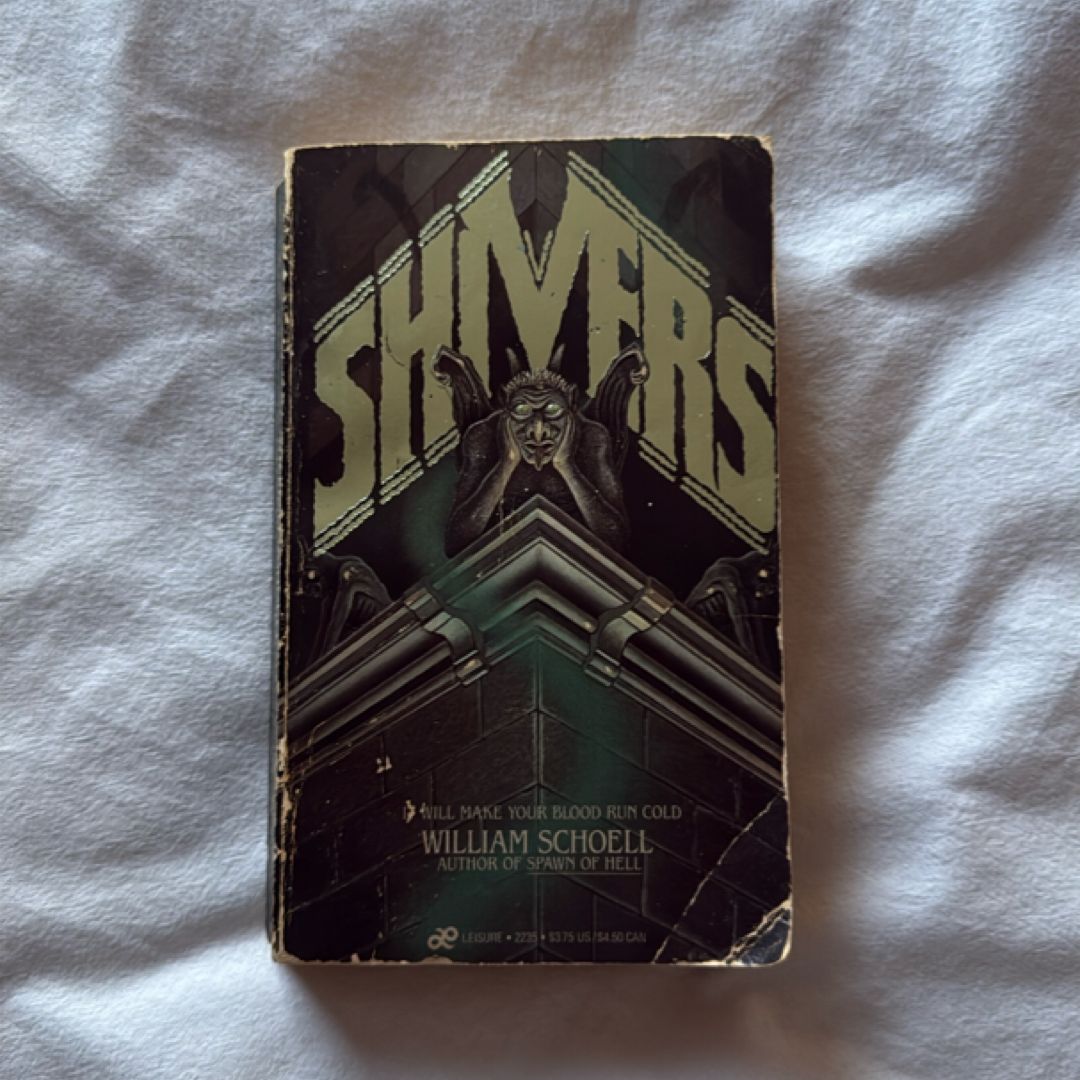 SHIVERS
IT WILL MAKE YOUR BLOOD RUN COLD
WILLIAM SCHOELL
AUTHOR OF SPAWN OF HELL
LEISURE • 2235 • $3.75 US/$4.50 CAN